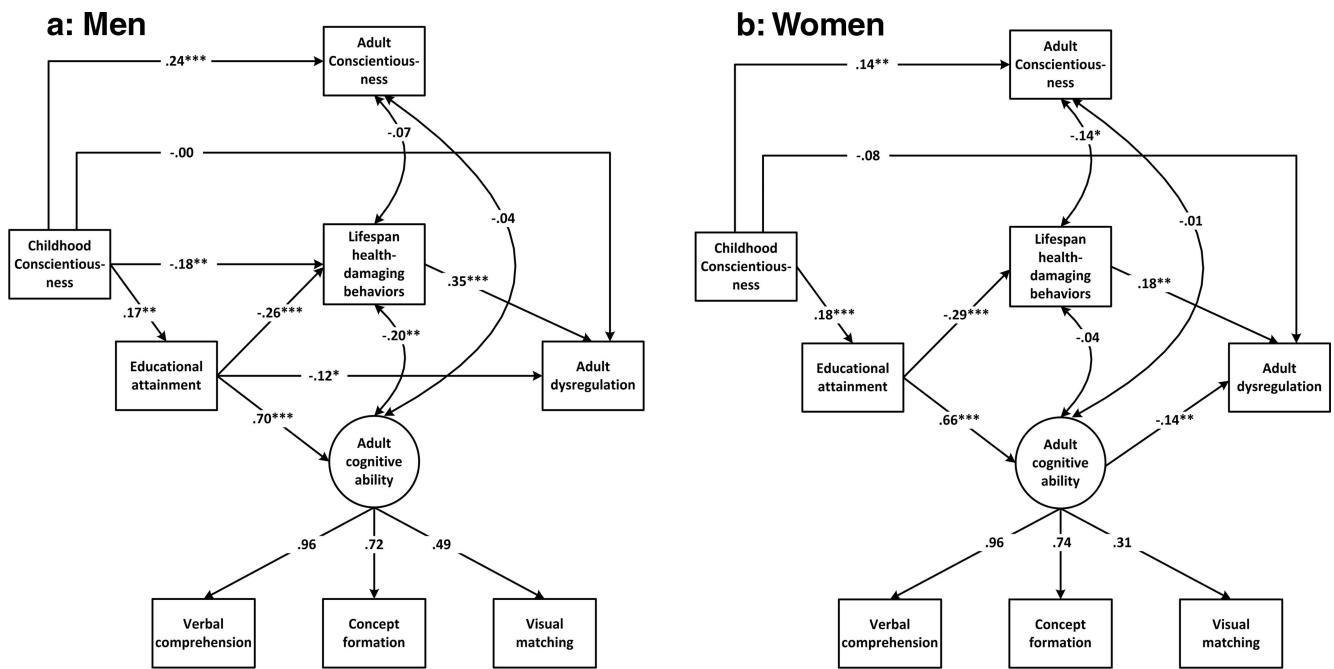 a: Men
Adult
Conscientious-
ness
.24***
-.07
-.00
-.04
Childhood
Conscientious-
ness
-.18**
Lifespan
health-
damaging
behaviors
.35***
.17**
-.26***
-.20**
Educational
attainment
-.12*
Adult
dysregulation
.70***
Adult
cognitive
ability
.96
.72
.49
Verbal
comprehension
Concept
formation
Visual
matching
b: Women
Adult
Conscientious-
ness
.14**
-.14*
-.08
-.01
Childhood
Conscientious-
ness
Lifespan
health-
damaging
behaviors
.18**
.18***
-.29***
-.04
Educational
attainment
Adult
dysregulation
.66***
-.14**
Adult
cognitive
ability
.96
.74
.31
Verbal
comprehension
Concept
formation
Visual
matching